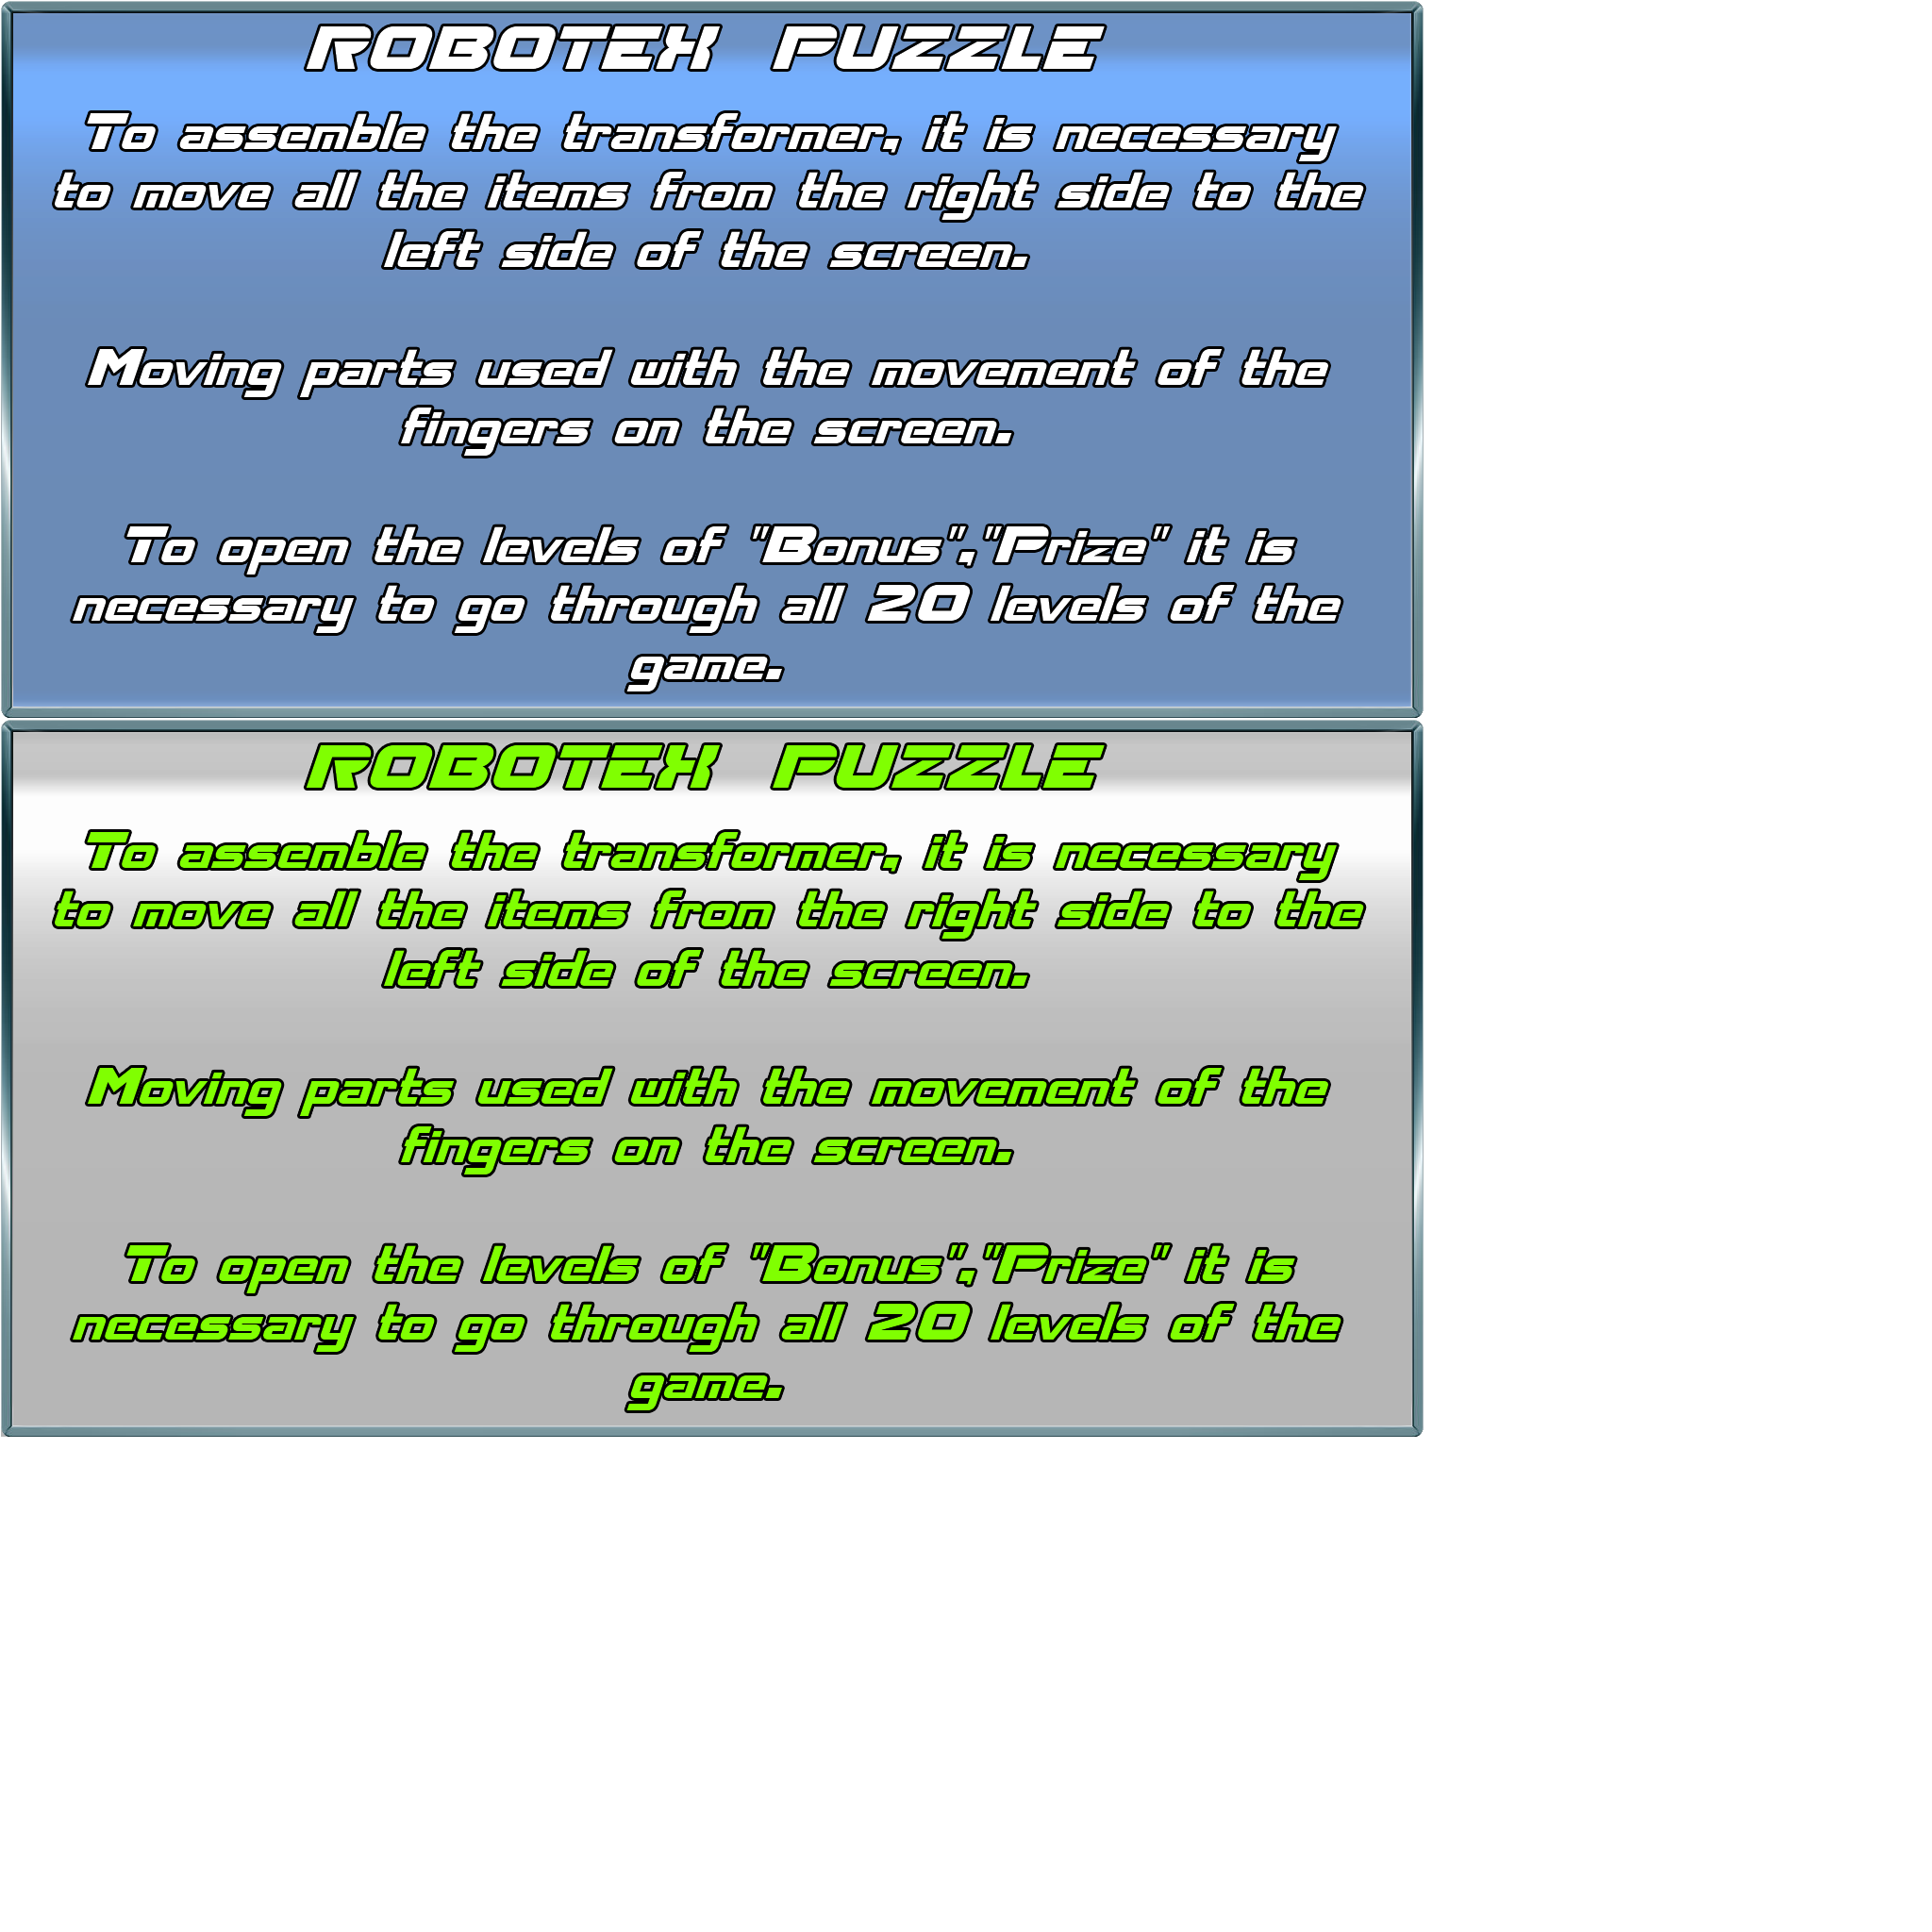 ROBOTEX PUZZLE
To assemble the transformer, it is necessary
to move all the items from the right side to the
left side of the screen.
Moving parts used with the movement of the
fingers on the screen.
To open the levels of "Bonus","Prize" it is
necessary to go through all 20 levels of the
game.
ROBOTEX PUZZLE
To assemble the transformer, it is necessary
to move all the items from the right side to the
left side of the screen.
Moving parts used with the movement of the
fingers on the screen.
To open the levels of "Bonus","Prize" it is
necessary to go through all 20 levels of the
game.